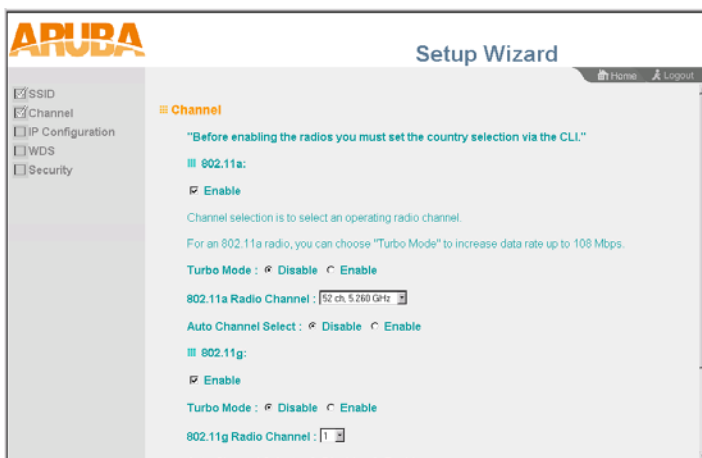 ARUBA
Setup Wizard
Home Logout
SSID
Channel
IP Configuration
WDS
Security
Channel
"Before enabling the radios you must set the country selection via the CLI."
802.11a:
Enable
Channel selection is to select an operating radio channel.
For an 802.11a radio, you can choose "Turbo Mode" to increase data rate up to 108 Mbps.
Turbo Mode : Disable Enable
802.11a Radio Channel : 52 ch, 5.260 GHz
Auto Channel Select : Disable Enable
802.11g:
Enable
Turbo Mode : Disable Enable
802.11g Radio Channel : 1